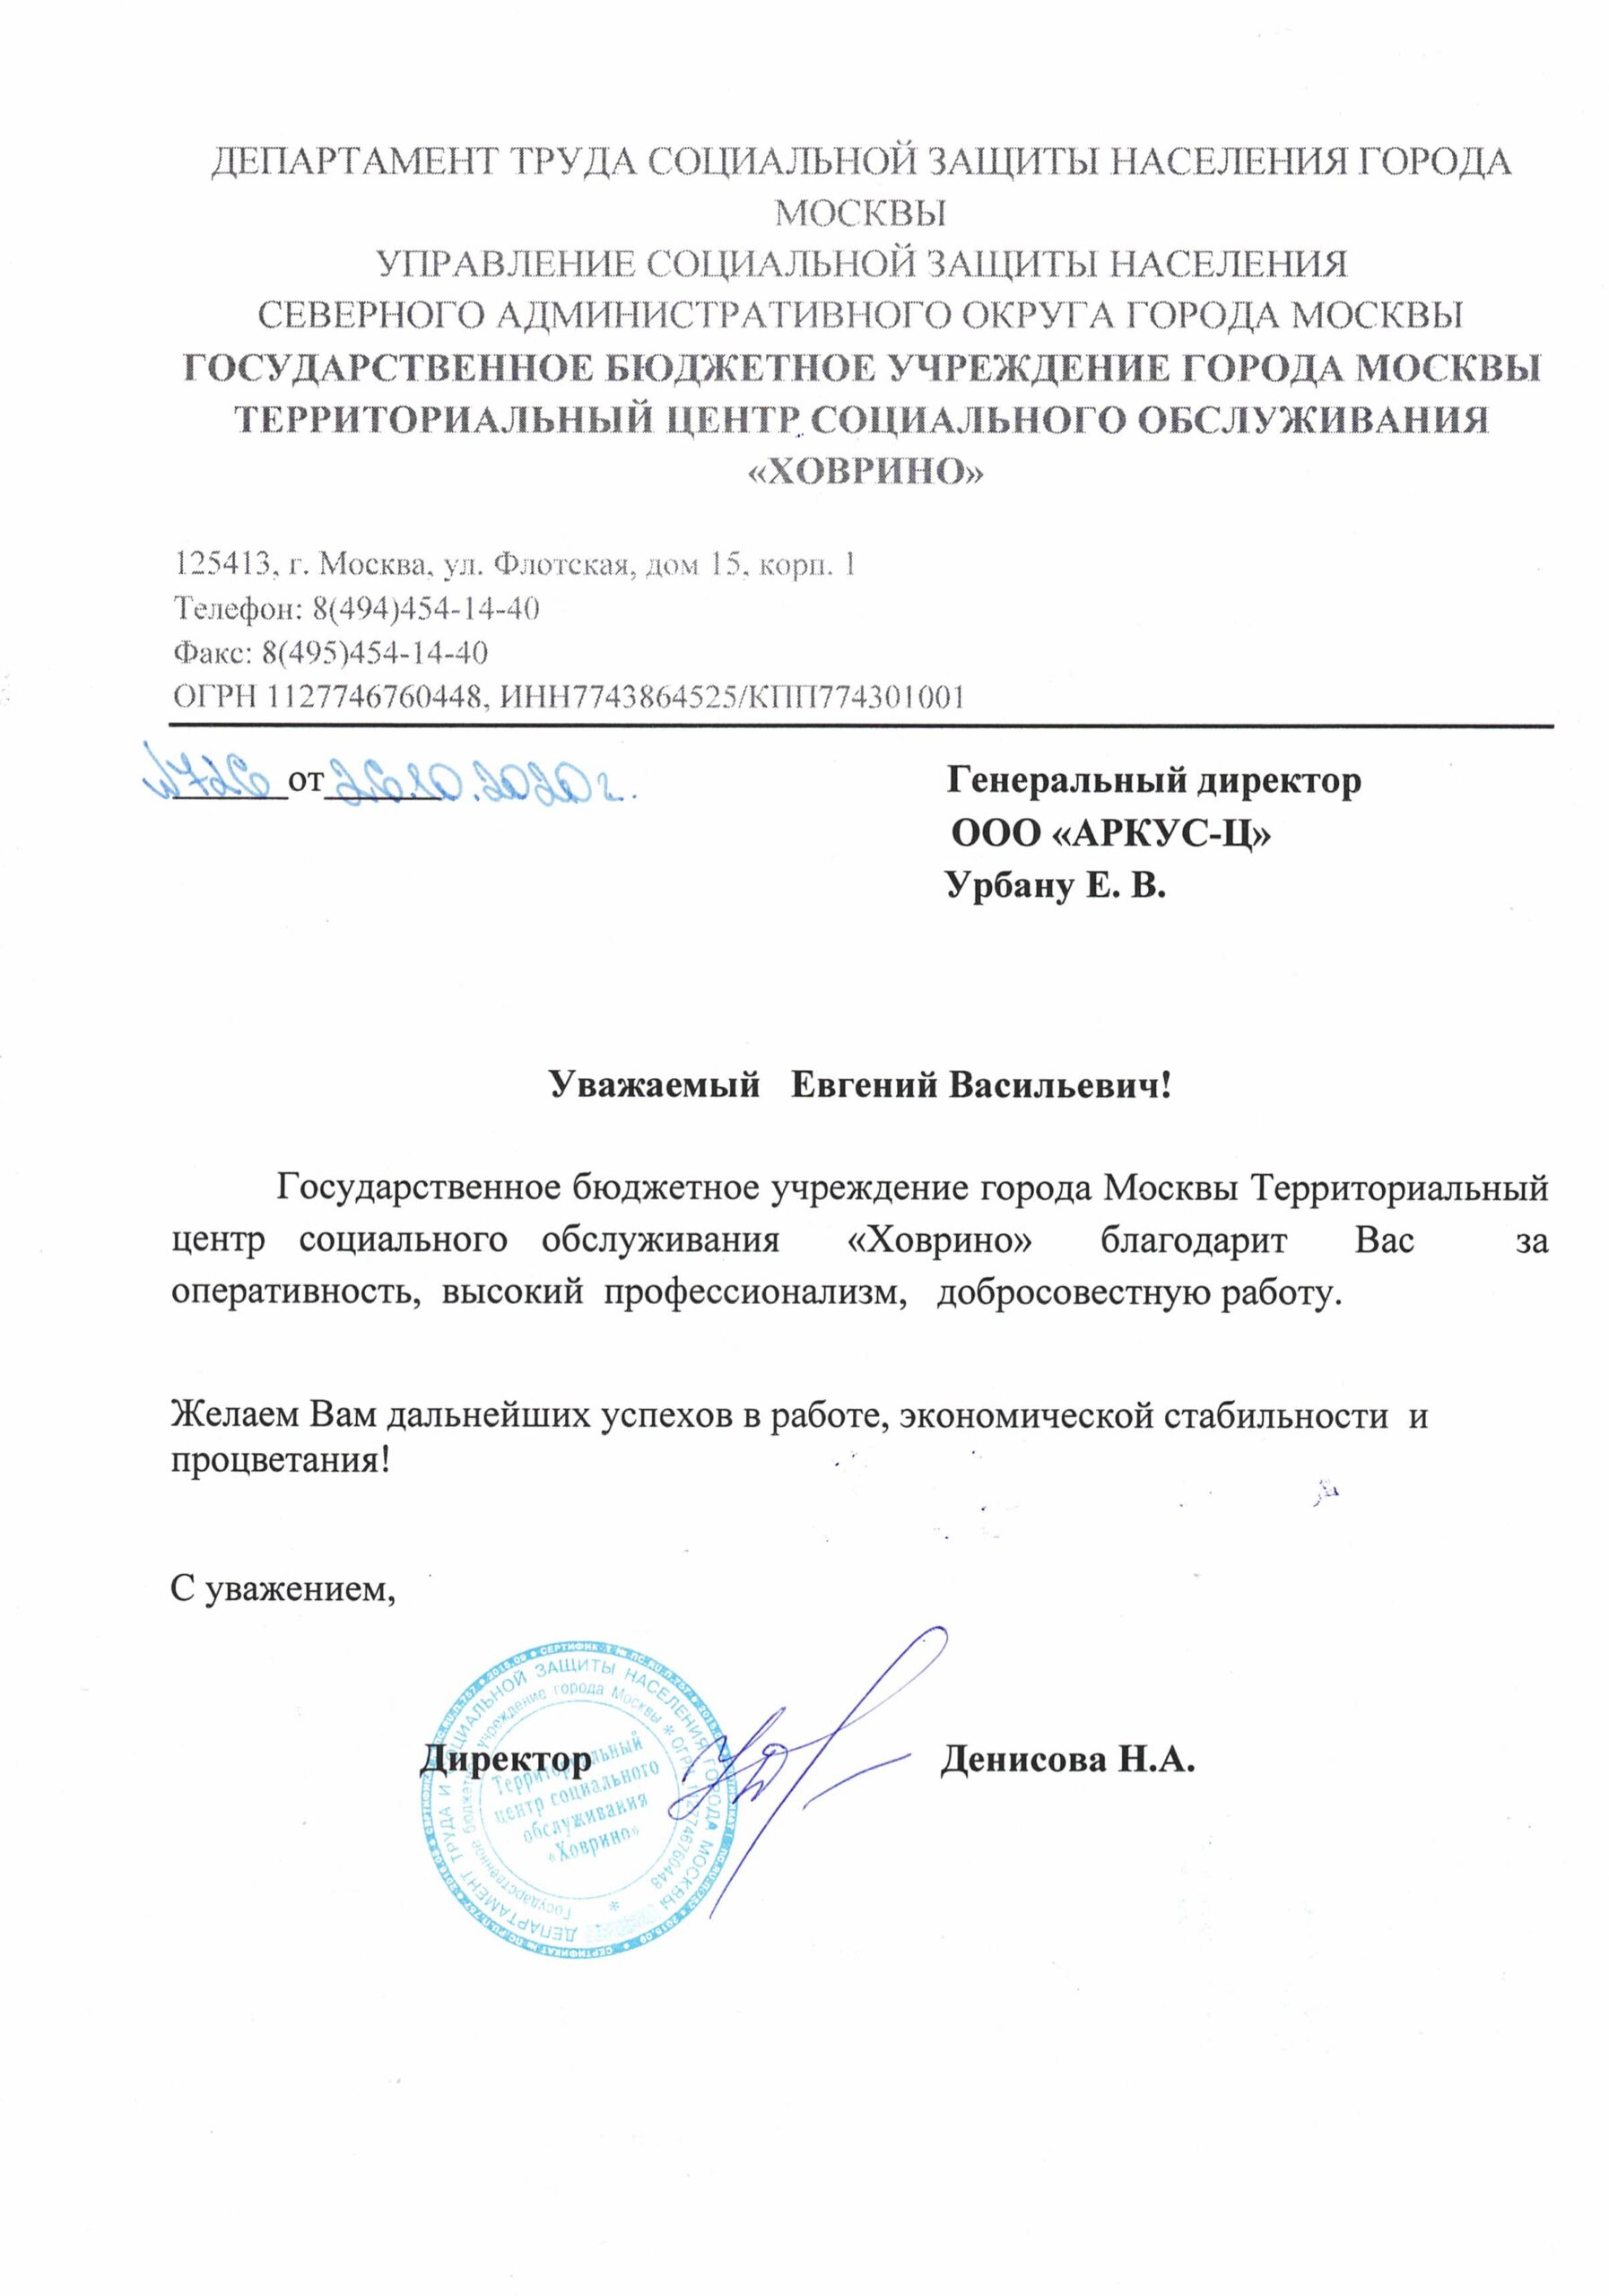 ДЕПАРТАМЕНТ ТРУДА СОЦИАЛЬНОЙ ЗАЩИТЫ НАСЕЛЕНИЯ ГОРОДА
МОСКВЫ
УПРАВЛЕНИЕ СОЦИАЛЬНОЙ ЗАЩИТЫ НАСЕЛЕНИЯ
СЕВЕРНОГО АДМИНИСТРАТИВНОГО ОКРУГА ГОРОДА МОСКВЫ
ГОСУДАРСТВЕННОЕ БЮДЖЕТНОЕ УЧРЕЖДЕНИЕ ГОРОДА МОСКВЫ
ТЕРРИТОРИАЛЬНЫЙ ЦЕНТР СОЦИАЛЬНОГО ОБСЛУЖИВАНИЯ
«ХОВРИНО»
125413, г. Москва, ул. Флотская, дом 15, корп. 1
Телефон: 8(494)454-14-40
Факс: 8(495)454-14-40
ОГРН 1127746760448, ИНН7743864525/КПП774301001
№726 от 26.10.2020 г.
Генеральный директор
ООО «АРКУС-Ц»
Урбану Е. В.
Уважаемый Евгений Васильевич!
Государственное бюджетное учреждение города Москвы Территориальный
центр социального обслуживания «Ховрино» благодарит Вас за
оперативность, высокий профессионализм, добросовестную работу.
Желаем Вам дальнейших успехов в работе, экономической стабильности и
процветания!
С уважением,
Директор Денисова Н.А.
ДЕПАРТАМЕНТ ТРУДА И СОЦИАЛЬНОЙ ЗАЩИТЫ НАСЕЛЕНИЯ ГОРОДА МОСКВЫ
Государственное бюджетное учреждение города Москвы * ОГРН 1127746760448 *
Территориальный
центр социального
обслуживания
«Ховрино»